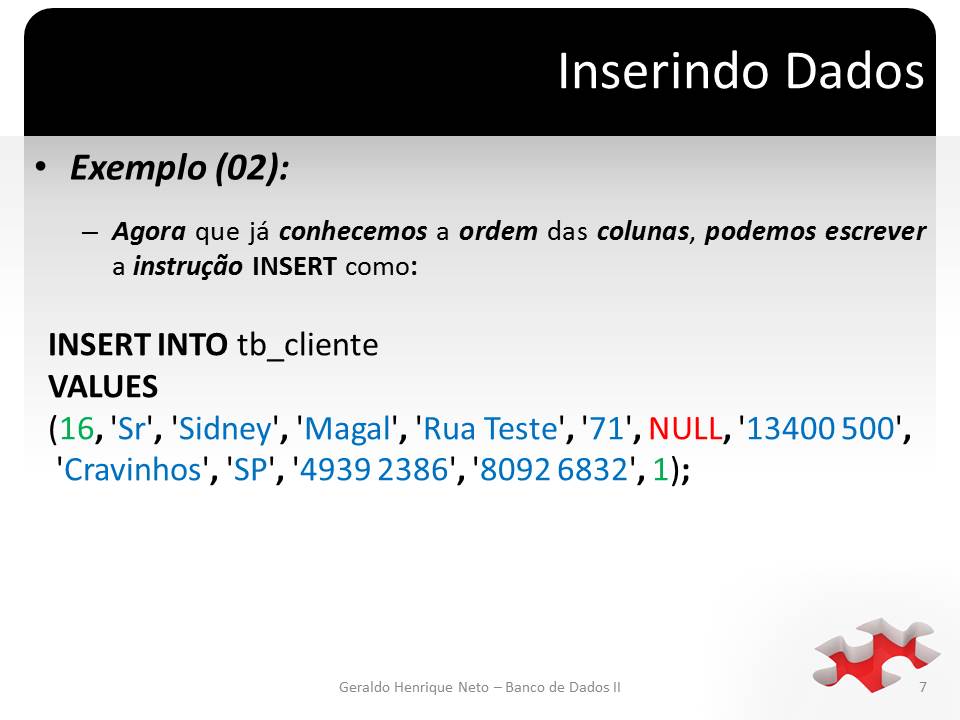 Inserindo Dados
• Exemplo (02):
– Agora que já conhecemos a ordem das colunas, podemos escrever
a instrução INSERT como:
INSERT INTO tb_cliente
VALUES
(16, 'Sr', 'Sidney', 'Magal', 'Rua Teste', '71', NULL, '13400 500',
'Cravinhos', 'SP', '4939 2386', '8092 6832', 1);
Geraldo Henrique Neto – Banco de Dados II
7